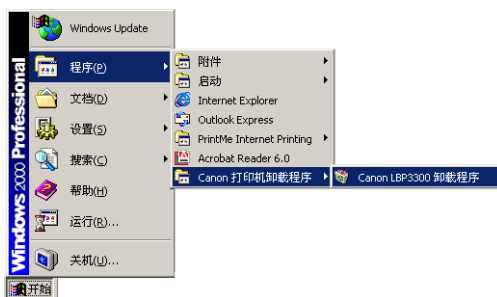 Windows Update
程序(P)
文档(D)
设置(S)
搜索(C)
帮助(H)
运行(R)...
关机(U)...
Windows 2000 Professional
开始
附件
启动
Internet Explorer
Outlook Express
PrintMe Internet Printing
Acrobat Reader 6.0
Canon 打印机卸载程序
Canon LBP3300 卸载程序